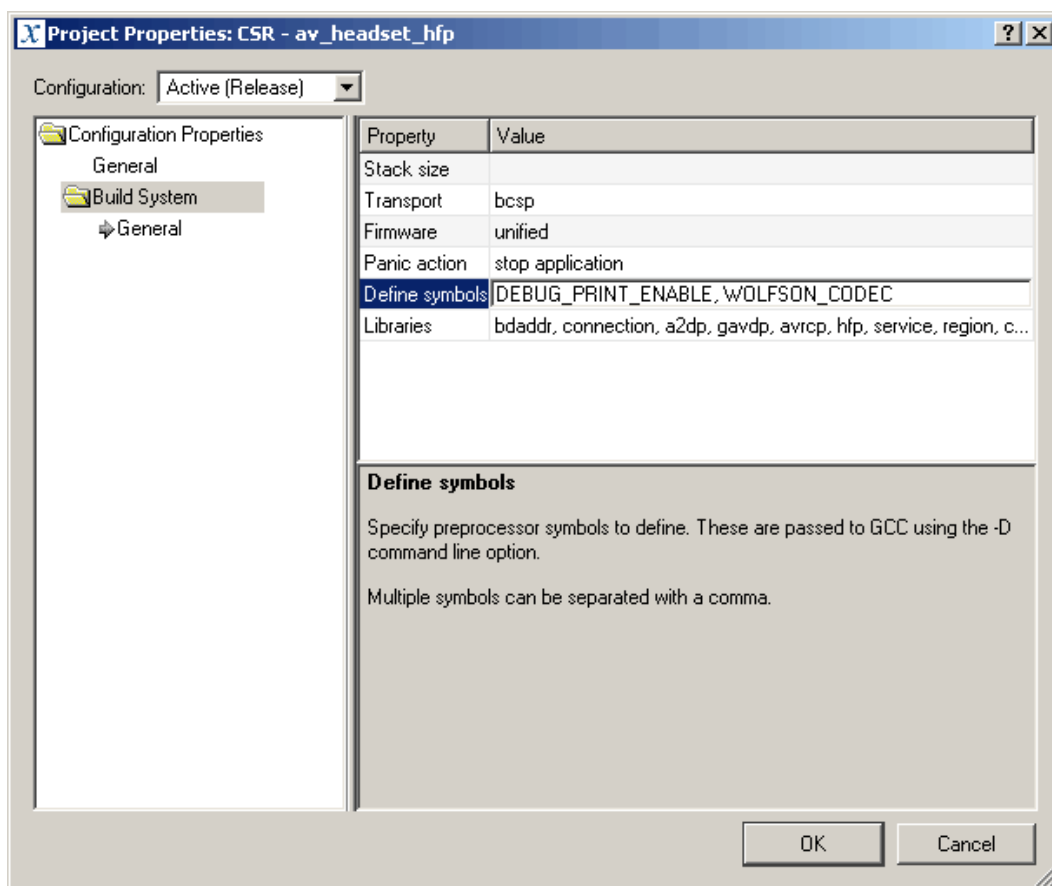 Project Properties: CSR - av_headset_hfp
Configuration: Active (Release)
Configuration Properties
General
Build System
General
Property Value
Stack size
Transport bcsp
Firmware unified
Panic action stop application
Define symbols DEBUG_PRINT_ENABLE, WOLFSON_CODEC
Libraries bdaddr, connection, a2dp, gavdp, avrcp, hfp, service, region, c...
Define symbols
Specify preprocessor symbols to define. These are passed to GCC using the -D
command line option.
Multiple symbols can be separated with a comma.
OK Cancel